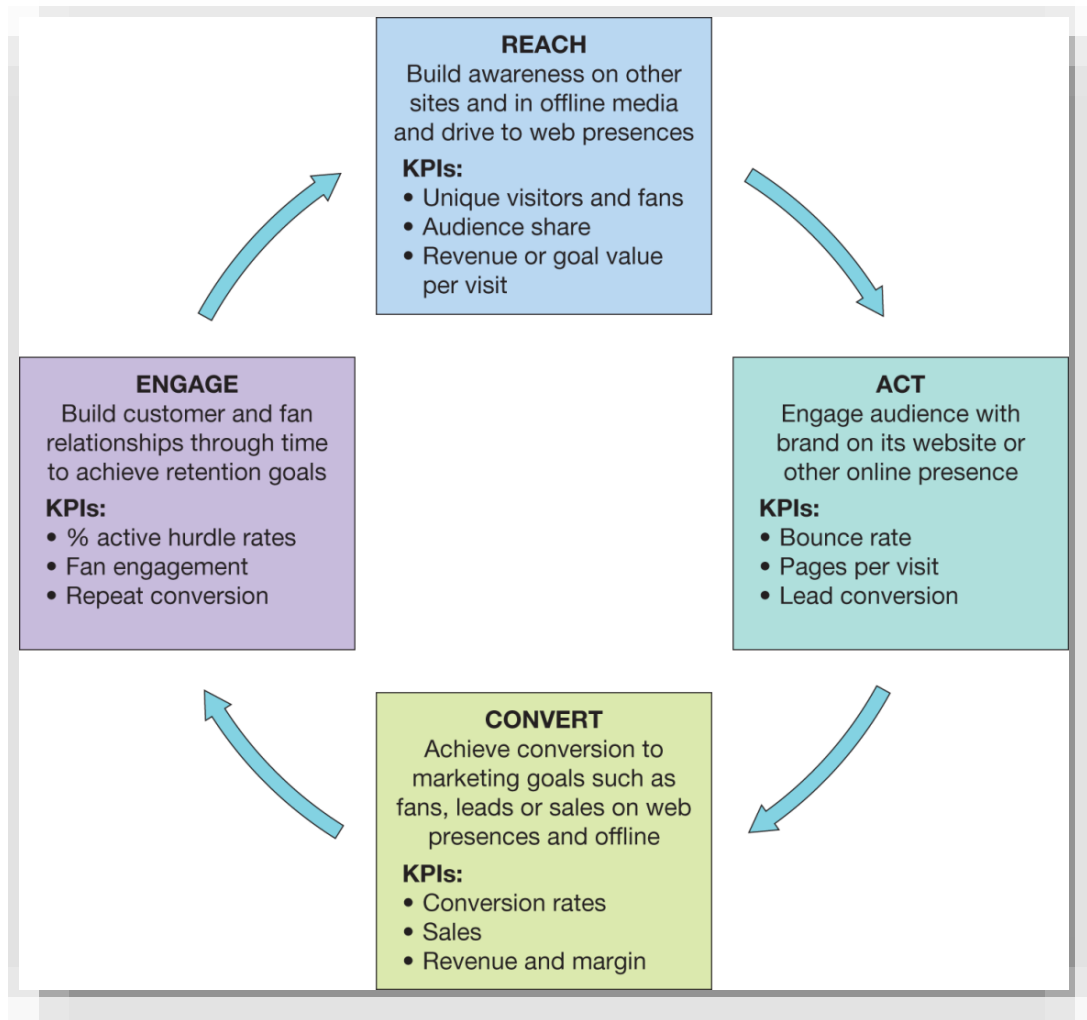 REACH
Build awareness on other
sites and in offline media
and drive to web presences
KPIs:
• Unique visitors and fans
• Audience share
• Revenue or goal value
per visit
ACT
Engage audience with
brand on its website or
other online presence
KPIs:
• Bounce rate
• Pages per visit
• Lead conversion
CONVERT
Achieve conversion to
marketing goals such as
fans, leads or sales on web
presences and offline
KPIs:
• Conversion rates
• Sales
• Revenue and margin
ENGAGE
Build customer and fan
relationships through time
to achieve retention goals
KPIs:
• % active hurdle rates
• Fan engagement
• Repeat conversion